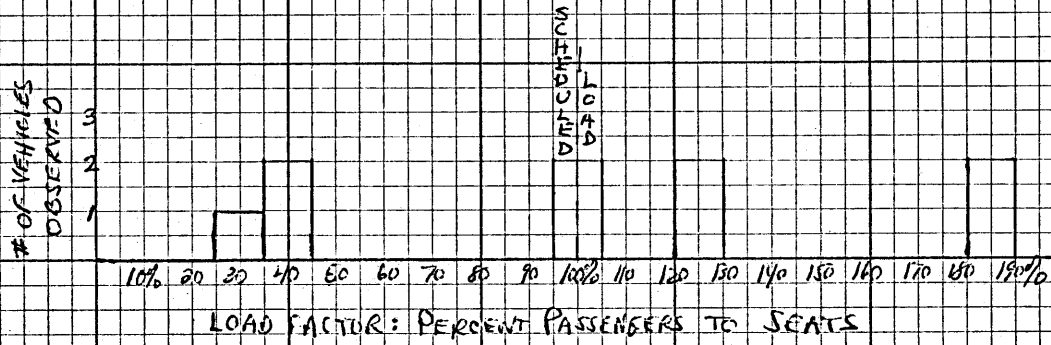 SCHEDULED
LOAD
# OF VEHICLES
OBSERVED
3
2
1
10% 20 30 40 50 60 70 80 90 100% 110 120 130 140 150 160 170 180 190%
LOAD FACTOR: PERCENT PASSENGERS TO SEATS